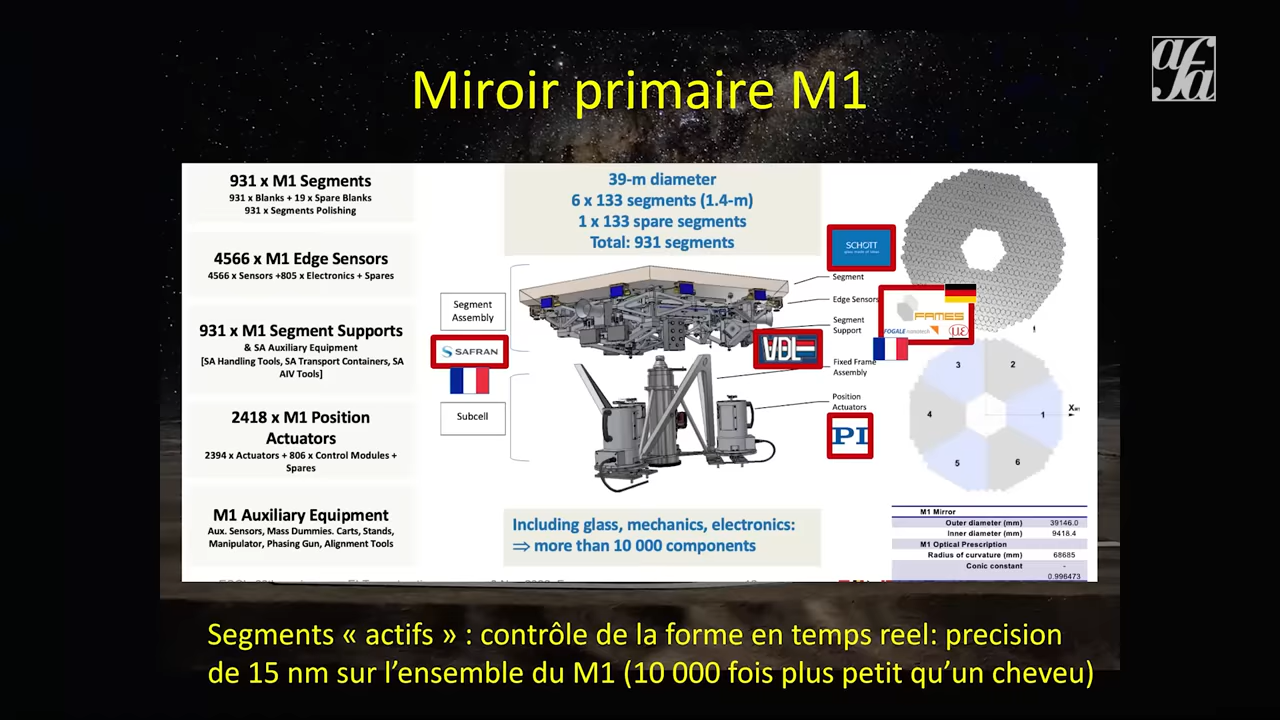 afa
Miroir primaire M1
931 x M1 Segments
931 x Blanks + 19 x Spare Blanks
931 x Segments Polishing
4566 x M1 Edge Sensors
4566 x Sensors +805 x Electronics + Spares
931 x M1 Segment Supports
& SA Auxiliary Equipment
[SA Handling Tools, SA Transport Containers, SA
AIV Tools]
2418 x M1 Position
Actuators
2394 x Actuators + 806 x Control Modules +
Spares
M1 Auxiliary Equipment
Aux. Sensors, Mass Dummies. Carts, Stands,
Manipulator, Phasing Gun, Alignment Tools
39-m diameter
6 x 133 segments (1.4-m)
1 x 133 spare segments
Total: 931 segments
Segment
Assembly
SAFRAN
Subcell
SCHOTT
glass made of ideas
Segment
Edge Sensors
FAMES
FOGALE nanotech
Segment
Support
VDL
Fixed Frame
Assembly
Position
Actuators
PI
Including glass, mechanics, electronics:
⇒ more than 10 000 components
3
2
4
1
5
6
M1 Mirror
Outer diameter (mm) 39146.0
Inner diameter (mm) 9418.4
M1 Optical Prescription
Radius of curvature (mm) 68685
Conic constant -
0.996473
Segments « actifs » : contrôle de la forme en temps reel: precision
de 15 nm sur l’ensemble du M1 (10 000 fois plus petit qu’un cheveu)